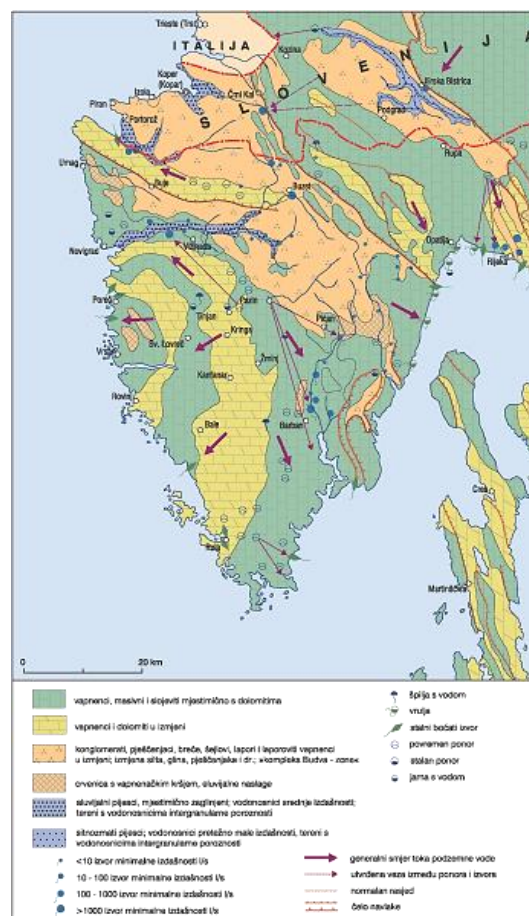 Trieste (Trst)
ITALIJA
Kozina
SLOVENIJA
Koper
(Kopar)
Črni Kal
Ilirska Bistrica
Izola
Piran
Podgrad
Portorož
Rupa
Umag
Buje
Buzet
Opatija
Rijeka
Novigrad
Vižinada
Poreč
Pazin
Tinjan
Pićan
Kringa
Sv. Lovreč
Vrsar
Žminj
Kanfanar
Rovinj
Bale
Barban
Cres
Pula
Martinšćica
0 20 km
vapnenci, masivni i slojeviti mjestimično s dolomitima
vapnenci i dolomiti u izmjeni
konglomerati, pješčenjaci, breče, šejlovi, lapori i laporoviti vapnenci
u izmjeni; izmjena silta, glina, pješčenjaka i dr.; »kompleks Budva - zone«
crvenica s vapnenačkim kršjem, eluvijalne naslage
aluvijalni pijesci, mjestimično zaglinjeni; vodonosnici srednje izdašnosti;
tereni s vodonosnicima intergranularne poroznosti
sitnozrnati pijesci; vodonosnici pretežno male izdašnosti, tereni s
vodonosnicima intergranularne poroznosti
<10 izvor minimalne izdašnosti l/s
10 - 100 izvor minimalne izdašnosti l/s
100 - 1000 izvor minimalne izdašnosti l/s
>1000 izvor minimalne izdašnosti l/s
špilja s vodom
vrulja
stalni bočati izvor
povremen ponor
stalan ponor
jama s vodom
generalni smjer toka podzemne vode
utvrđena veza između ponora i izvora
normalan rasjed
čelo navlake